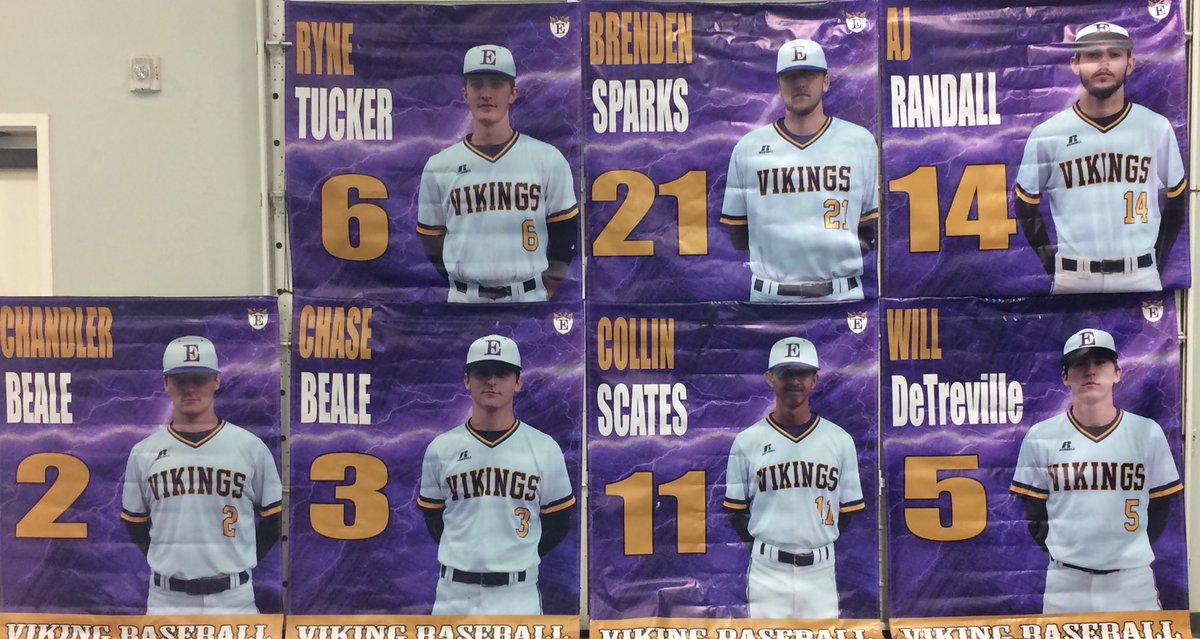 RYNE
TUCKER
6
E
VIKINGS
6
E
BRENDEN
SPARKS
21
E
VIKINGS
21
E
AJ
RANDALL
14
E
VIKINGS
14
E
CHANDLER
BEALE
2
E
VIKINGS
2
E
VIKING BASEBALL
CHASE
BEALE
3
E
VIKINGS
3
E
VIKING BASEBALL
COLLIN
SCATES
11
E
VIKINGS
11
E
VIKING BASEBALL
WILL
DeTreville
5
E
VIKINGS
5
E
VIKING BASEBALL